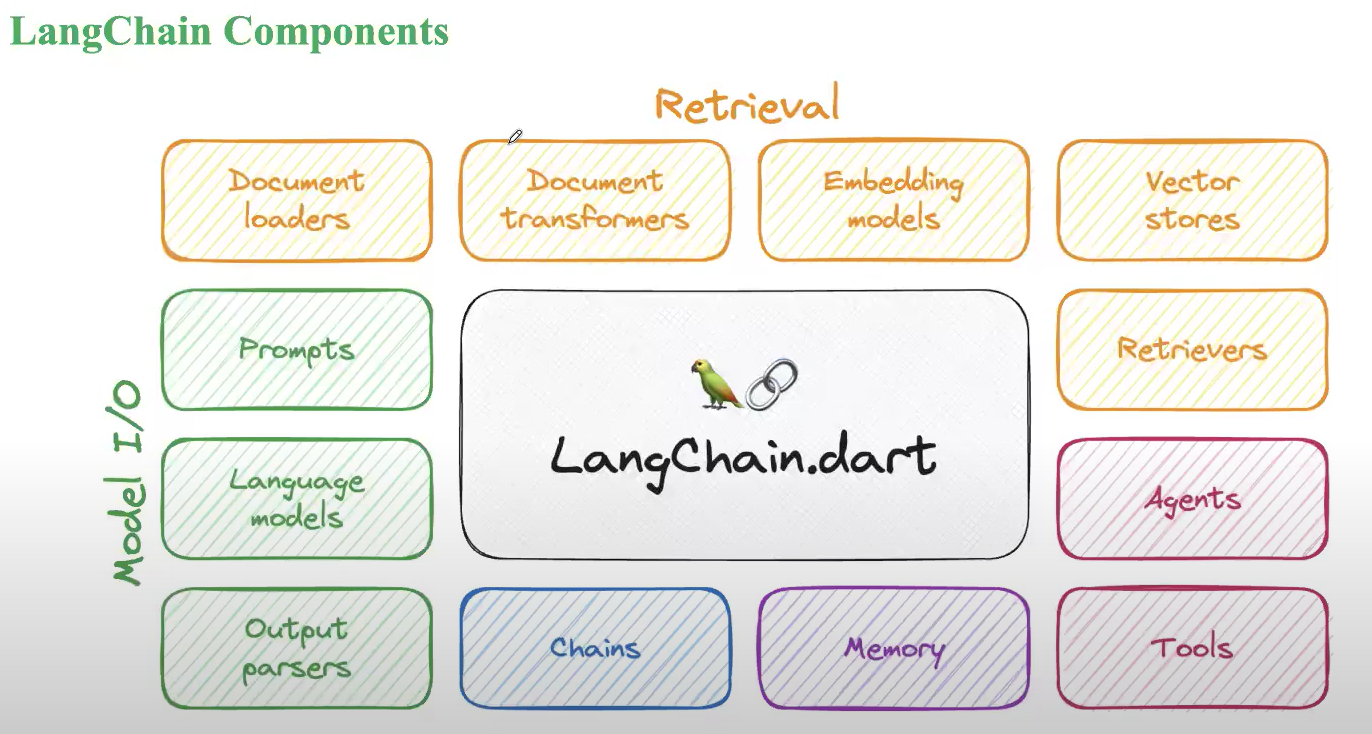 LangChain Components
Retrieval
Document
loaders
Document
transformers
Embedding
models
Vector
stores
Prompts
Retrievers
LangChain.dart
Model I/O
Language
models
Agents
Output
parsers
Chains
Memory
Tools